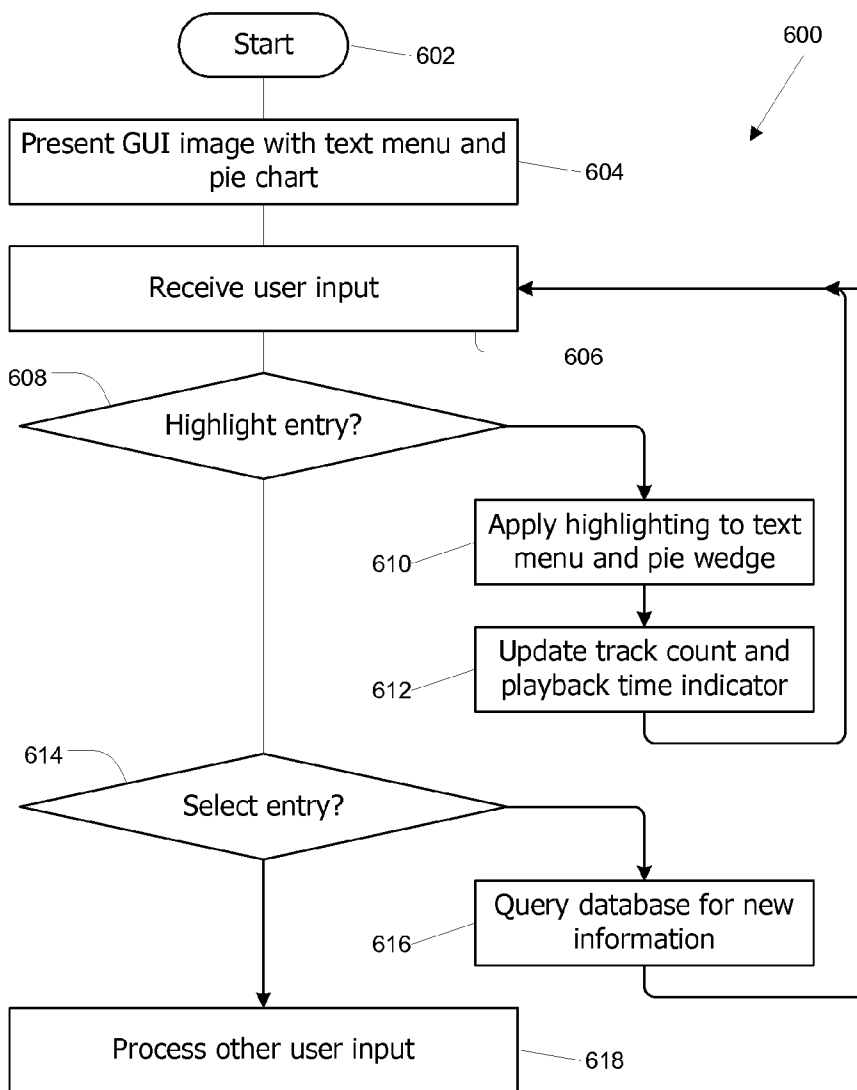 Start
602
600
Present GUI image with text menu and
pie chart
604
Receive user input
606
608
Highlight entry?
Apply highlighting to text
menu and pie wedge
610
Update track count and
playback time indicator
612
614
Select entry?
Query database for new
information
616
Process other user input
618